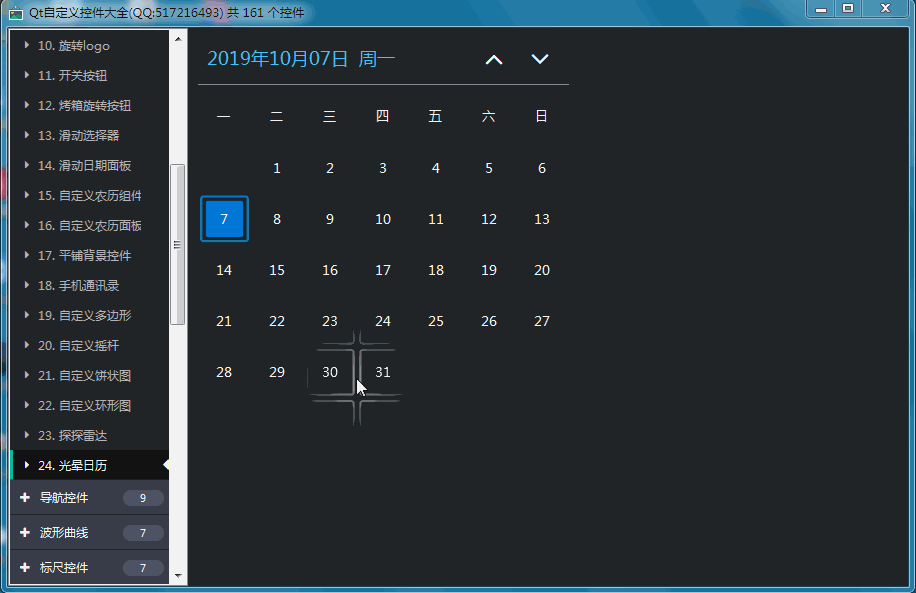 Qt自定义控件大全(QQ:517216493) 共 161 个控件
10. 旋转logo
11. 开关按钮
12. 烤箱旋转按钮
13. 滑动选择器
14. 滑动日期面板
15. 自定义农历组件
16. 自定义农历面板
17. 平铺背景控件
18. 手机通讯录
19. 自定义多边形
20. 自定义摇杆
21. 自定义饼状图
22. 自定义环形图
23. 探探雷达
24. 光晕日历
导航控件 9
波形曲线 7
标尺控件 7
2019年10月07日 周一
一 二 三 四 五 六 日
1 2 3 4 5 6
7 8 9 10 11 12 13
14 15 16 17 18 19 20
21 22 23 24 25 26 27
28 29 30 31